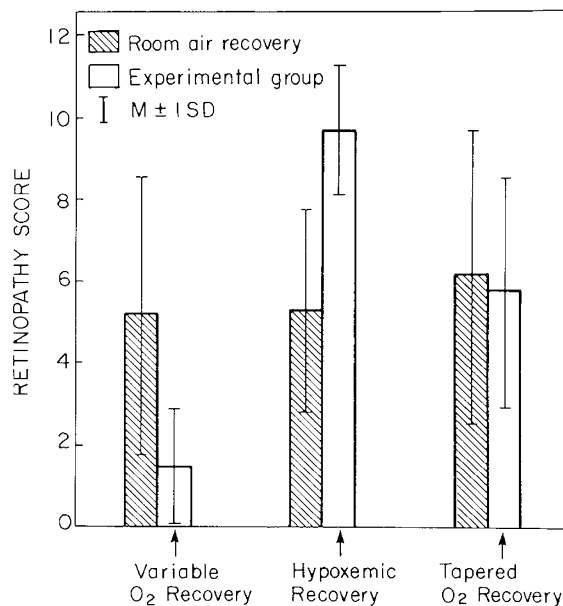 12
10
8
6
4
2
0
RETINOPATHY SCORE
Room air recovery
Experimental group
M ± 1 SD
Variable
O₂ Recovery
Hypoxemic
Recovery
Tapered
O₂ Recovery